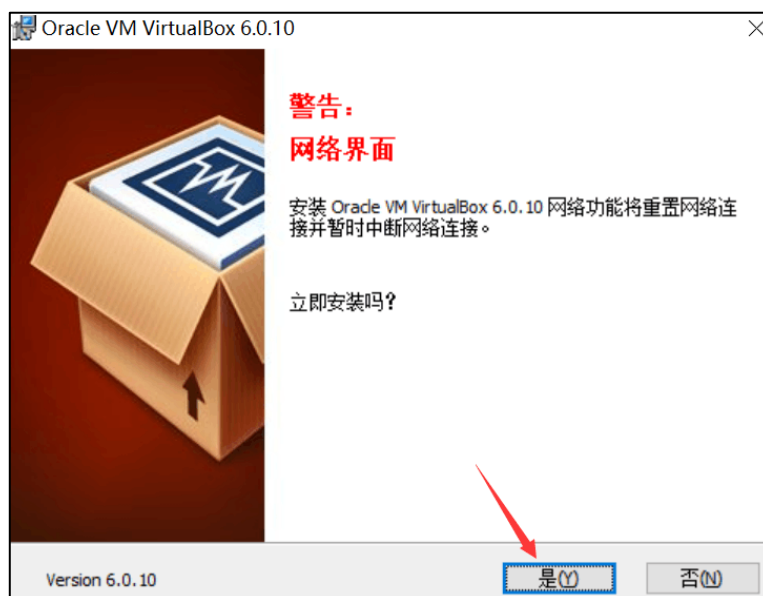 Oracle VM VirtualBox 6.0.10
警告：
网络界面
安装 Oracle VM VirtualBox 6.0.10 网络功能将重置网络连
接并暂时中断网络连接。
立即安装吗?
Version 6.0.10
是(Y)
否(N)